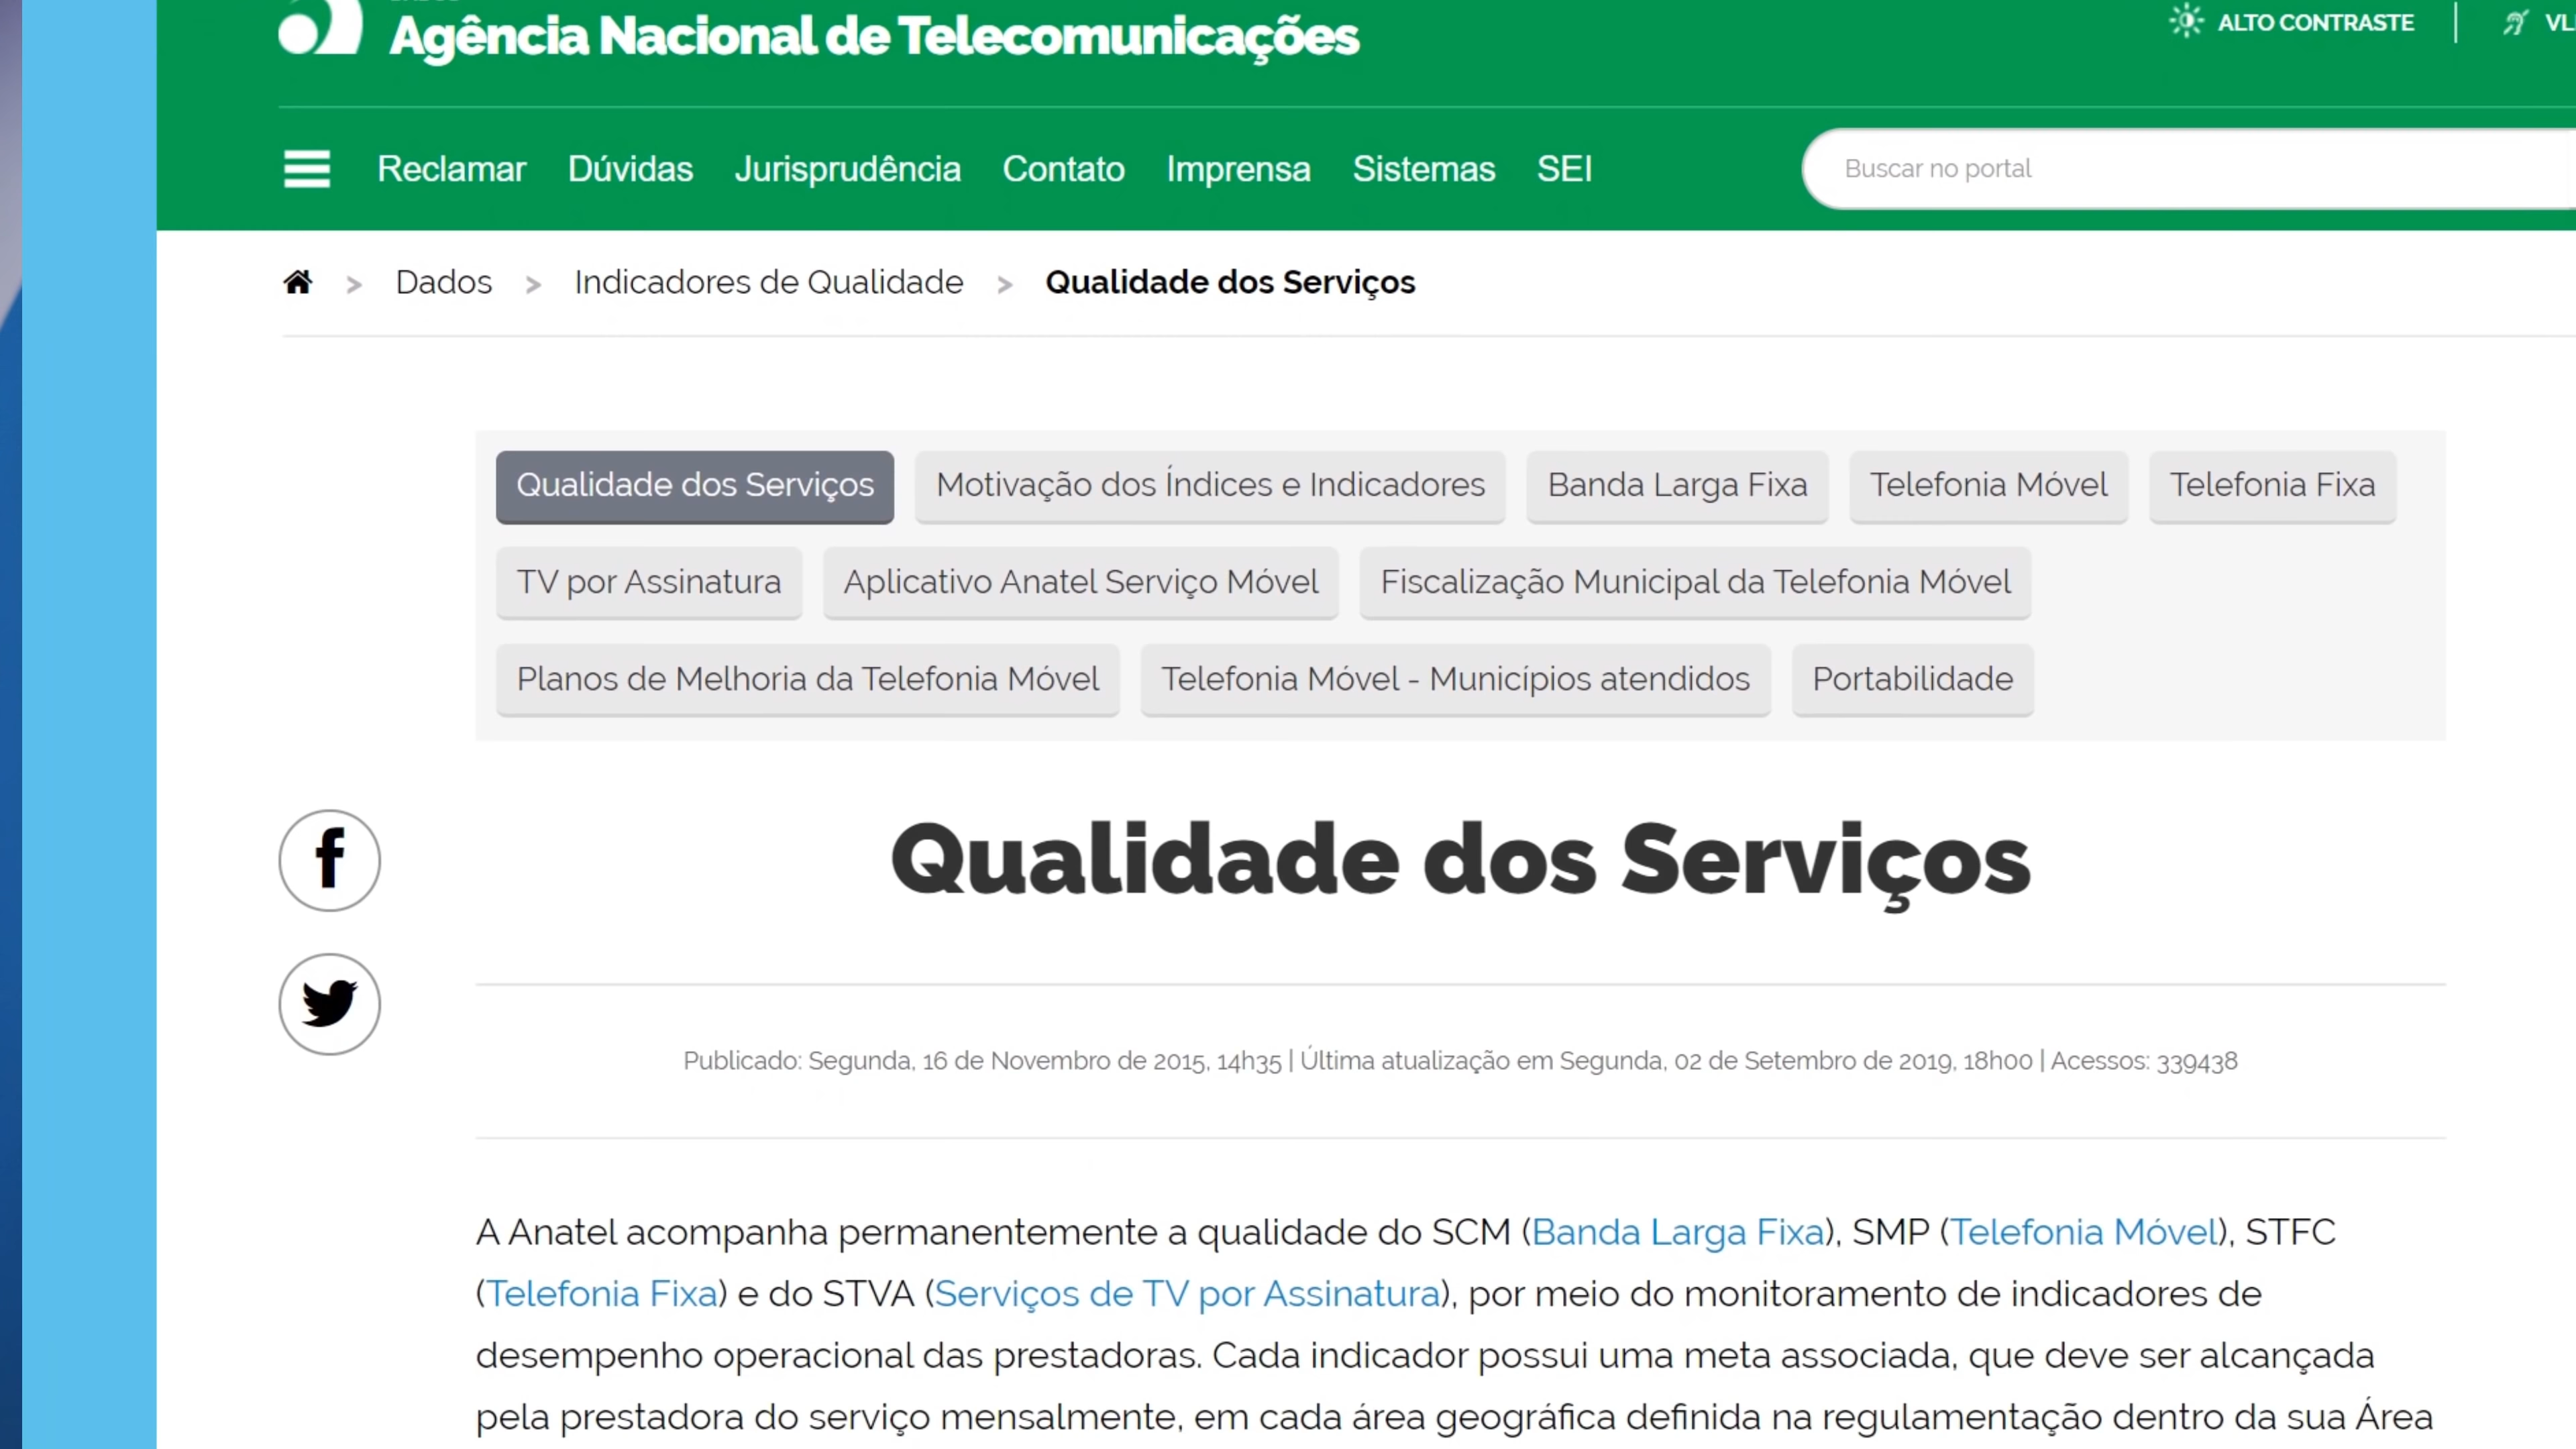 Agência Nacional de Telecomunicações
ALTO CONTRASTE
Reclamar Dúvidas Jurisprudência Contato Imprensa Sistemas SEI
Buscar no portal
> Dados > Indicadores de Qualidade > Qualidade dos Serviços
Qualidade dos Serviços Motivação dos Índices e Indicadores Banda Larga Fixa Telefonia Móvel Telefonia Fixa
TV por Assinatura Aplicativo Anatel Serviço Móvel Fiscalização Municipal da Telefonia Móvel
Planos de Melhoria da Telefonia Móvel Telefonia Móvel - Municípios atendidos Portabilidade
Qualidade dos Serviços
Publicado: Segunda, 16 de Novembro de 2015, 14h35 | Última atualização em Segunda, 02 de Setembro de 2019, 18h00 | Acessos: 339438
A Anatel acompanha permanentemente a qualidade do SCM (Banda Larga Fixa), SMP (Telefonia Móvel), STFC
(Telefonia Fixa) e do STVA (Serviços de TV por Assinatura), por meio do monitoramento de indicadores de
desempenho operacional das prestadoras. Cada indicador possui uma meta associada, que deve ser alcançada
pela prestadora do serviço mensalmente, em cada área geográfica definida na regulamentação dentro da sua Área